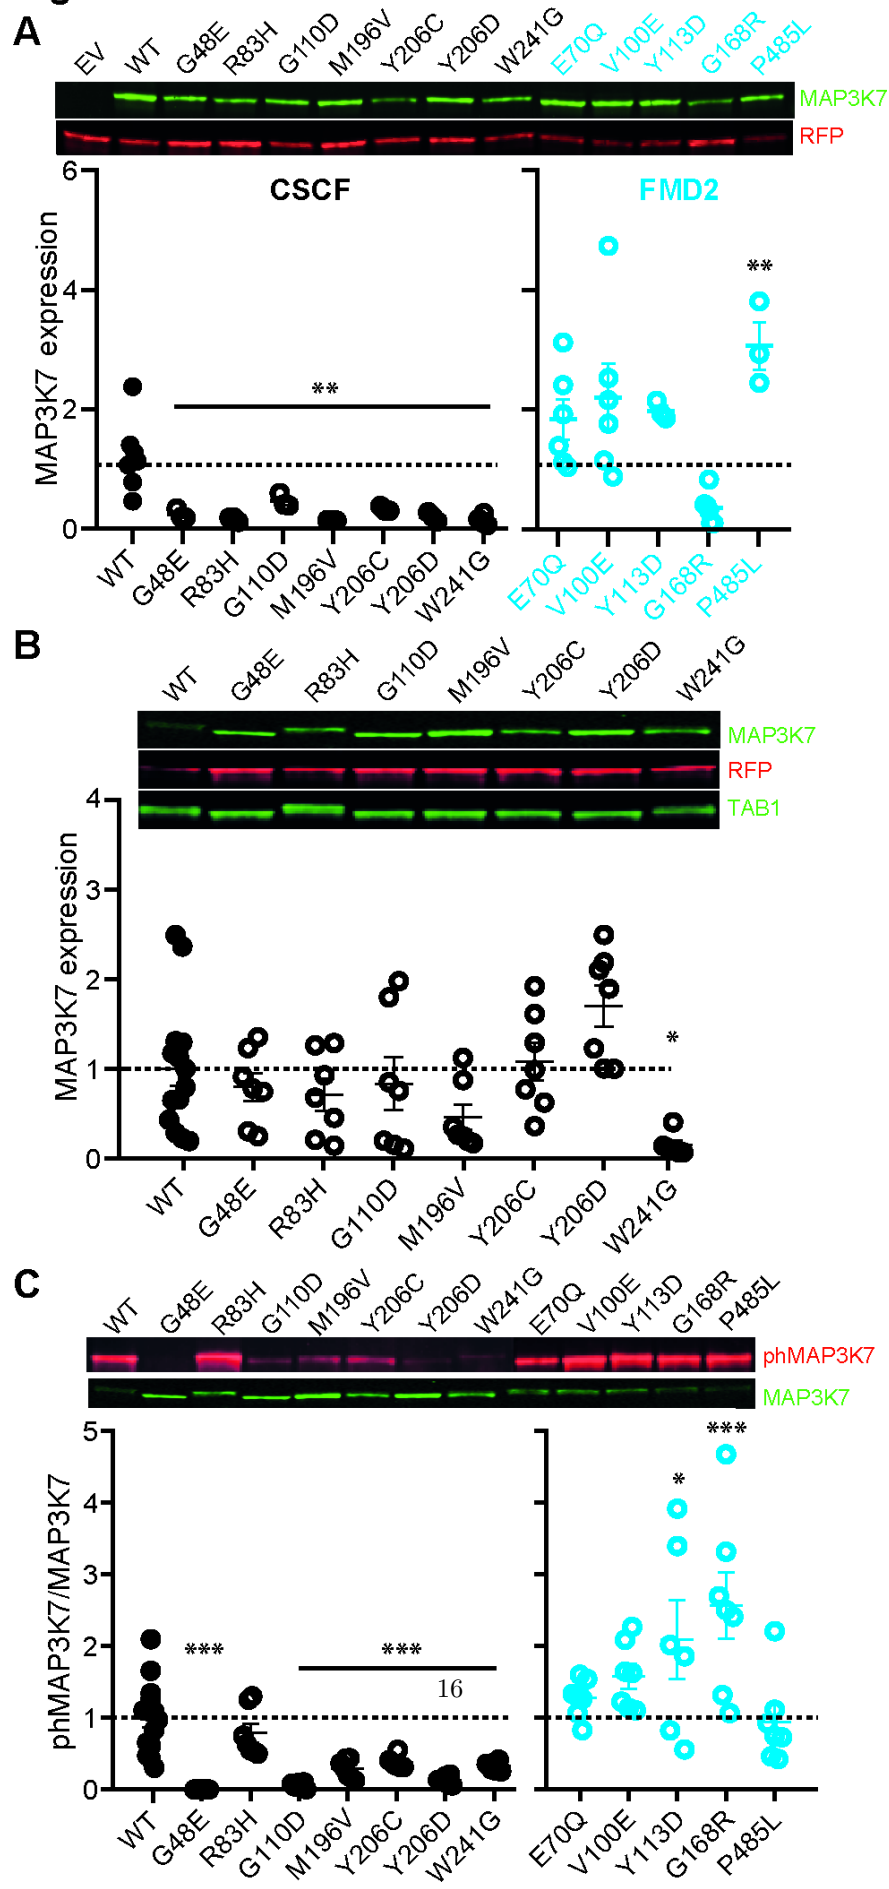 A
EV WT G48E R83H G110D M196V Y206C Y206D W241G E70Q V100E Y113D G168R P485L
MAP3K7
RFP
MAP3K7 expression
6
4
2
0
CSCF
FMD2
**
**
WT G48E R83H G110D M196V Y206C Y206D W241G
E70Q V100E Y113D G168R P485L
B
WT G48E R83H G110D M196V Y206C Y206D W241G
MAP3K7
RFP
TAB1
MAP3K7 expression
4
3
2
1
0
*
WT G48E R83H G110D M196V Y206C Y206D W241G
C
WT G48E R83H G110D M196V Y206C Y206D W241G E70Q V100E Y113D G168R P485L
phMAP3K7
MAP3K7
phMAP3K7/MAP3K7
5
4
3
2
1
0
***
***
16
*
***
WT G48E R83H G110D M196V Y206C Y206D W241G
E70Q V100E Y113D G168R P485L